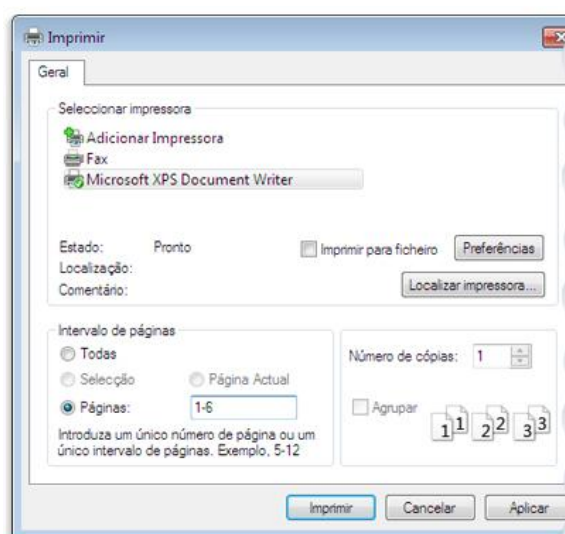 Imprimir
Geral
Seleccionar impressora
Adicionar Impressora
Fax
Microsoft XPS Document Writer
Estado: Pronto
Imprimir para ficheiro
Preferências
Localização:
Comentário:
Localizar impressora...
Intervalo de páginas
Todas
Selecção
Página Actual
Páginas: 1-6
Introduza um único número de página ou um
único intervalo de páginas. Exemplo, 5-12
Número de cópias: 1
Agrupar
1 1 2 2 3 3
Imprimir
Cancelar
Aplicar